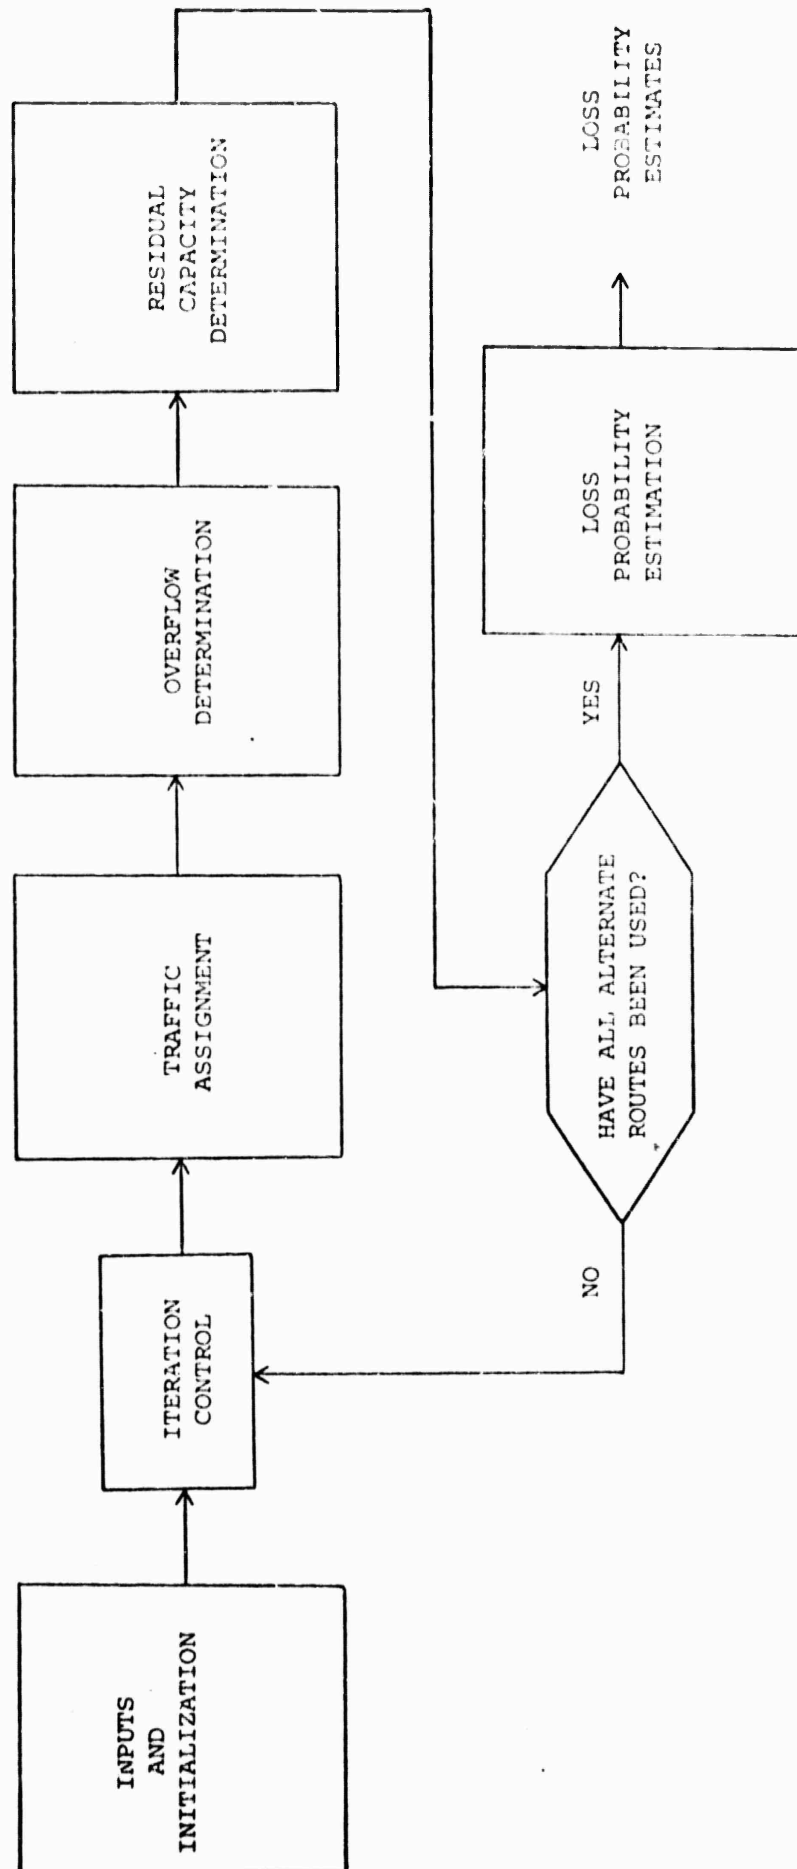 INPUTS
AND
INITIALIZATION
ITERATION
CONTROL
TRAFFIC
ASSIGNMENT
OVERFLOW
DETERMINATION
RESIDUAL
CAPACITY
DETERMINATION
NO
HAVE ALL ALTERNATE
ROUTES BEEN USED?
YES
LOSS
PROBABILITY
ESTIMATION
LOSS
PROBABILITY
ESTIMATES